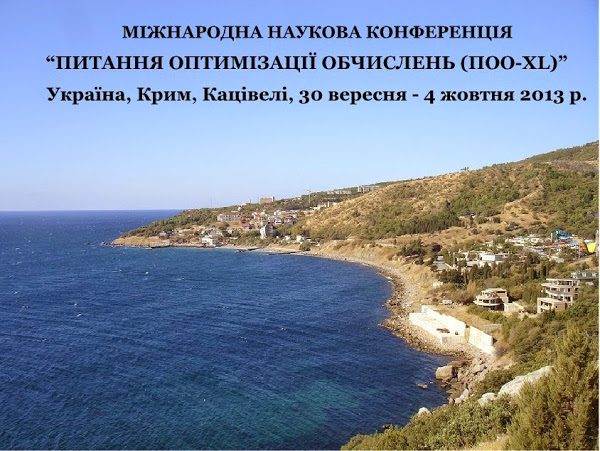 МІЖНАРОДНА НАУКОВА КОНФЕРЕНЦІЯ
“ПИТАННЯ ОПТИМІЗАЦІЇ ОБЧИСЛЕНЬ (ПОО-XL)”
Україна, Крим, Кацівелі, 30 вересня - 4 жовтня 2013 р.